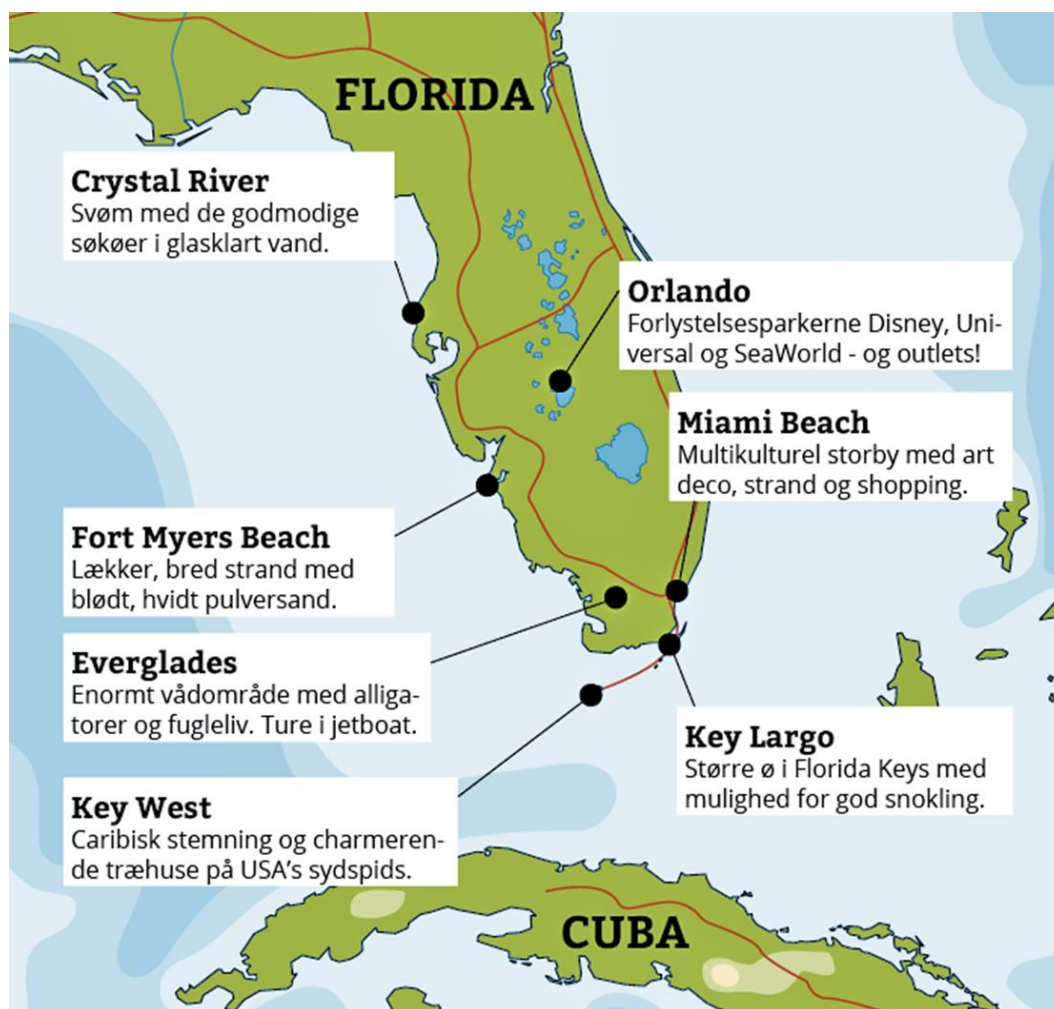 FLORIDA
Crystal River
Svøm med de godmodige
søkøer i glasklart vand.
Orlando
Forlystelsesparkerne Disney, Uni-
versal og SeaWorld - og outlets!
Miami Beach
Multikulturel storby med art
deco, strand og shopping.
Fort Myers Beach
Lækker, bred strand med
blødt, hvidt pulversand.
Everglades
Enormt vådområde med alliga-
torer og fugleliv. Ture i jetboat.
Key Largo
Større ø i Florida Keys med
mulighed for god snokling.
Key West
Caribisk stemning og charmeren-
de træhuse på USA's sydspids.
CUBA